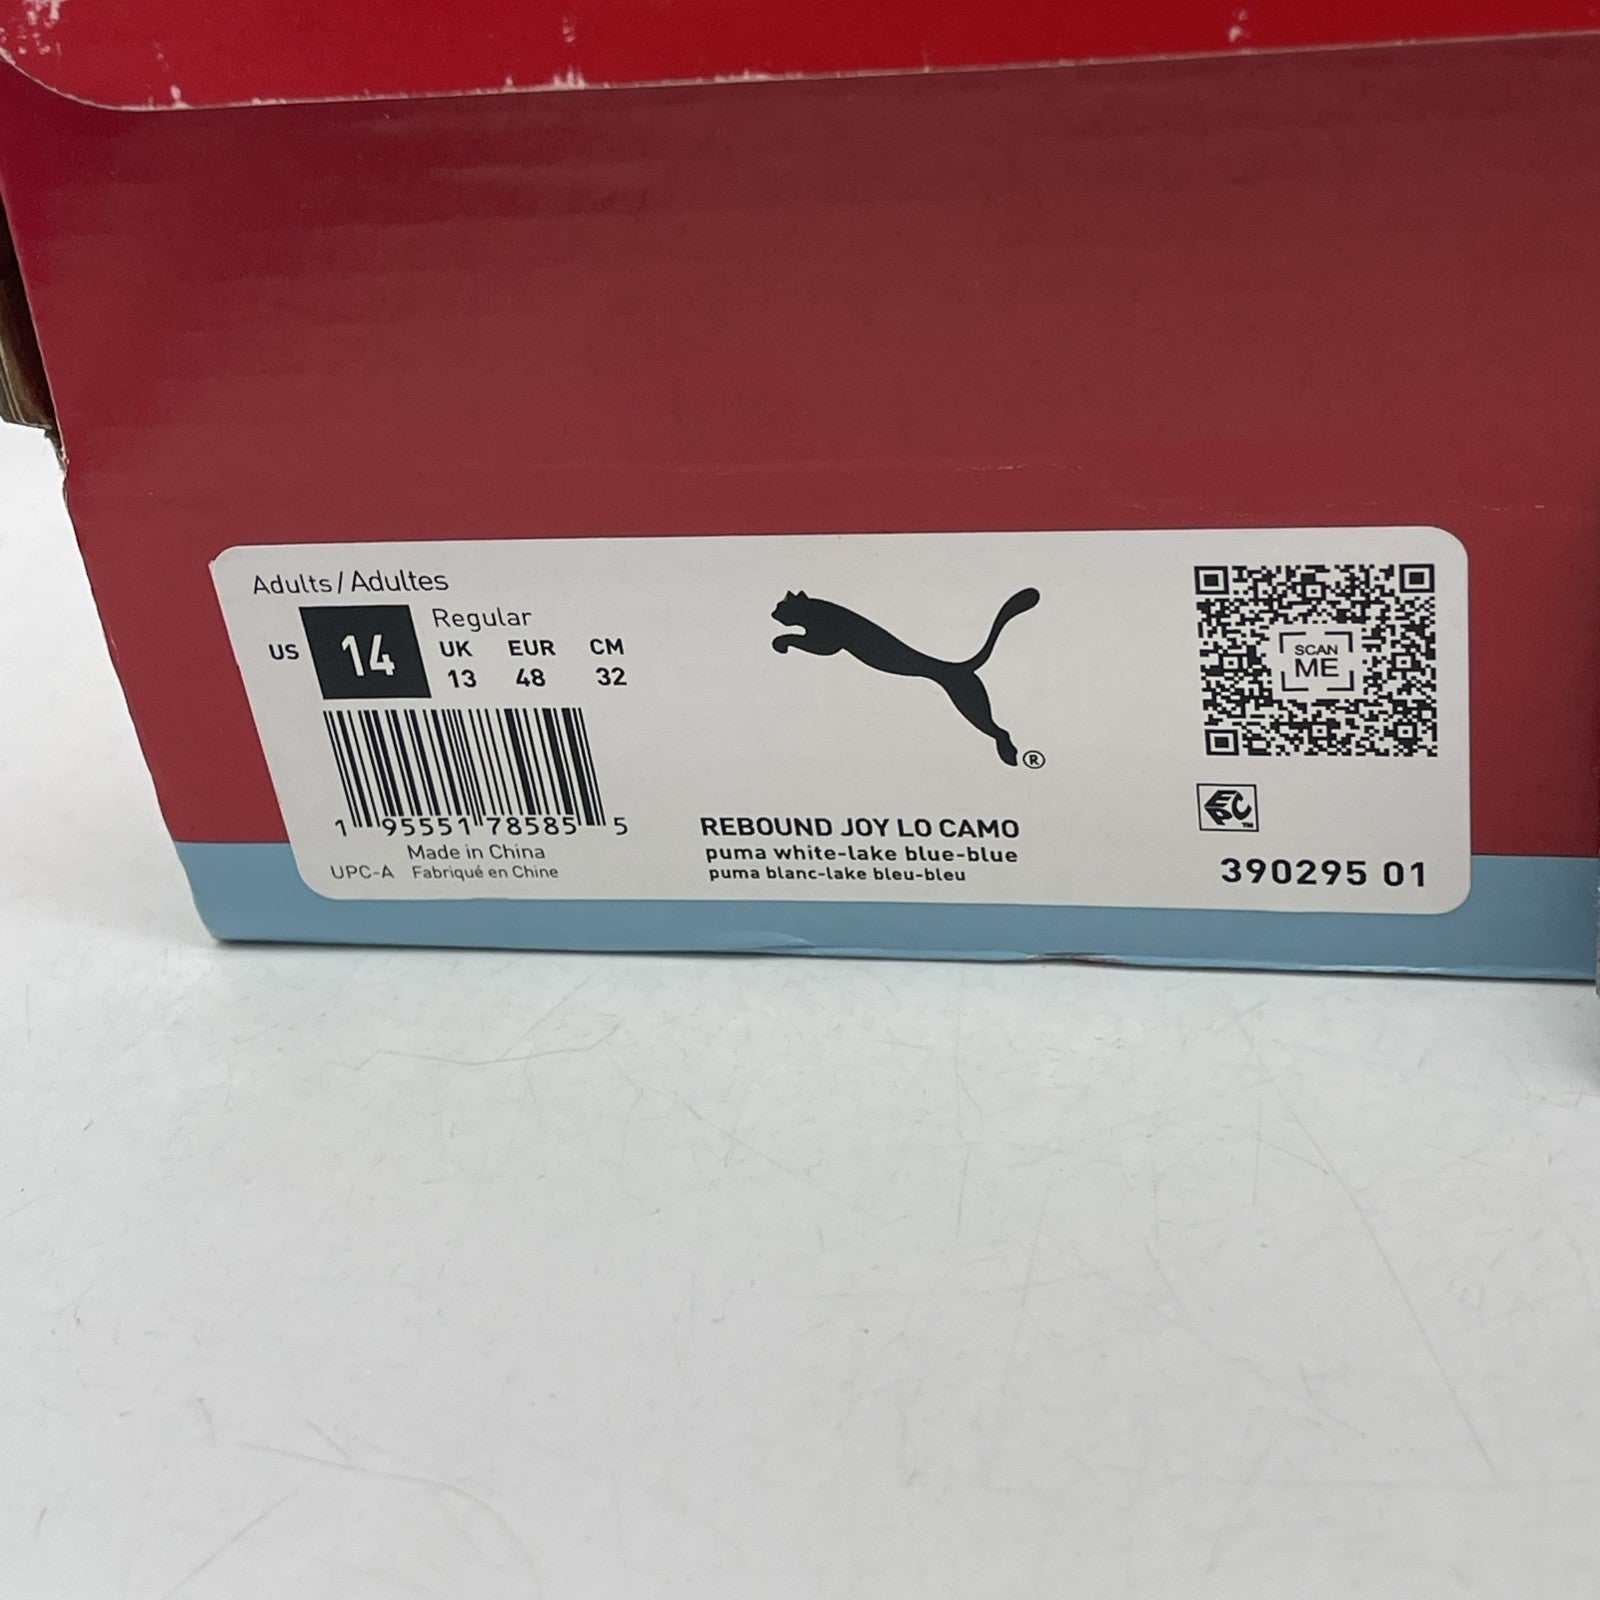 Adults/Adultes
US 14
Regular
UK EUR CM
13 48 32
1 95551 78585 5
Made in China
UPC-A Fabriqué en Chine
®
REBOUND JOY LO CAMO
puma white-lake blue-blue
puma blanc-lake bleu-bleu
SCAN
ME
EPC™
390295 01